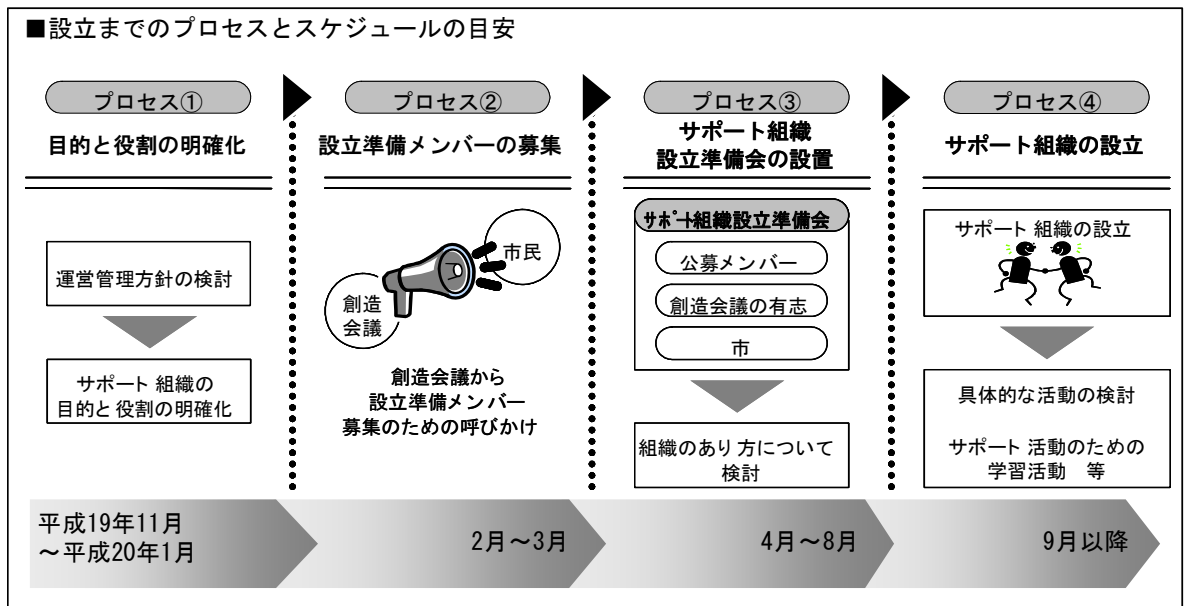 ■設立までのプロセスとスケジュールの目安
プロセス①
目的と役割の明確化
運営管理方針の検討
サポート組織の
目的と役割の明確化
プロセス②
設立準備メンバーの募集
市民
創造
会議
創造会議から
設立準備メンバー
募集のための呼びかけ
プロセス③
サポート組織
設立準備会の設置
サポート組織設立準備会
公募メンバー
創造会議の有志
市
組織のあり方について
検討
プロセス④
サポート組織の設立
サポート組織の設立
具体的な活動の検討
サポート活動のための
学習活動　等
平成19年11月
～平成20年1月
2月～3月
4月～8月
9月以降